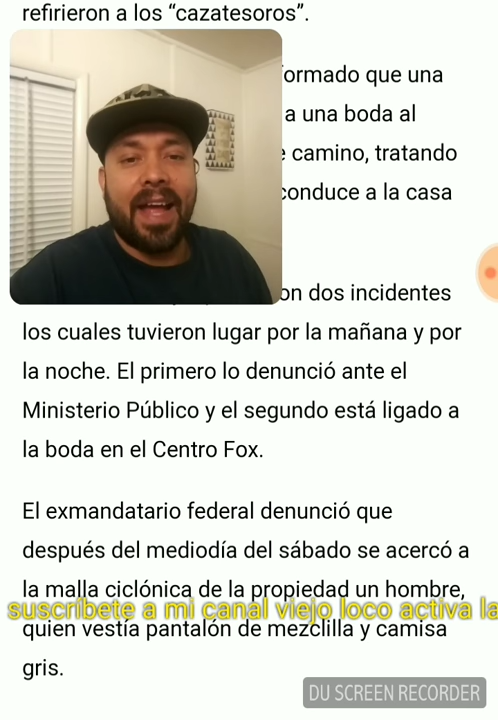 refirieron a los “cazatesoros”.
ormado que una
a una boda al
camino, tratando
conduce a la casa
on dos incidentes
los cuales tuvieron lugar por la mañana y por
la noche. El primero lo denunció ante el
Ministerio Público y el segundo está ligado a
la boda en el Centro Fox.
El exmandatario federal denunció que
después del mediodía del sábado se acercó a
la malla ciclónica de la propiedad un hombre,
suscríbete a mi canal viejo loco activa la
quien vestía pantalón de mezclilla y camisa
gris.
DU SCREEN RECORDER